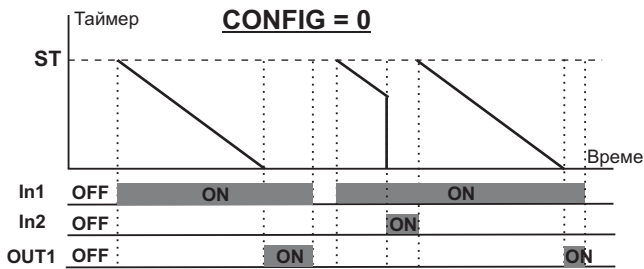 Таймер
CONFIG = 0
ST
Време
In1 OFF ON ON
In2 OFF ON
OUT1 OFF ON ON